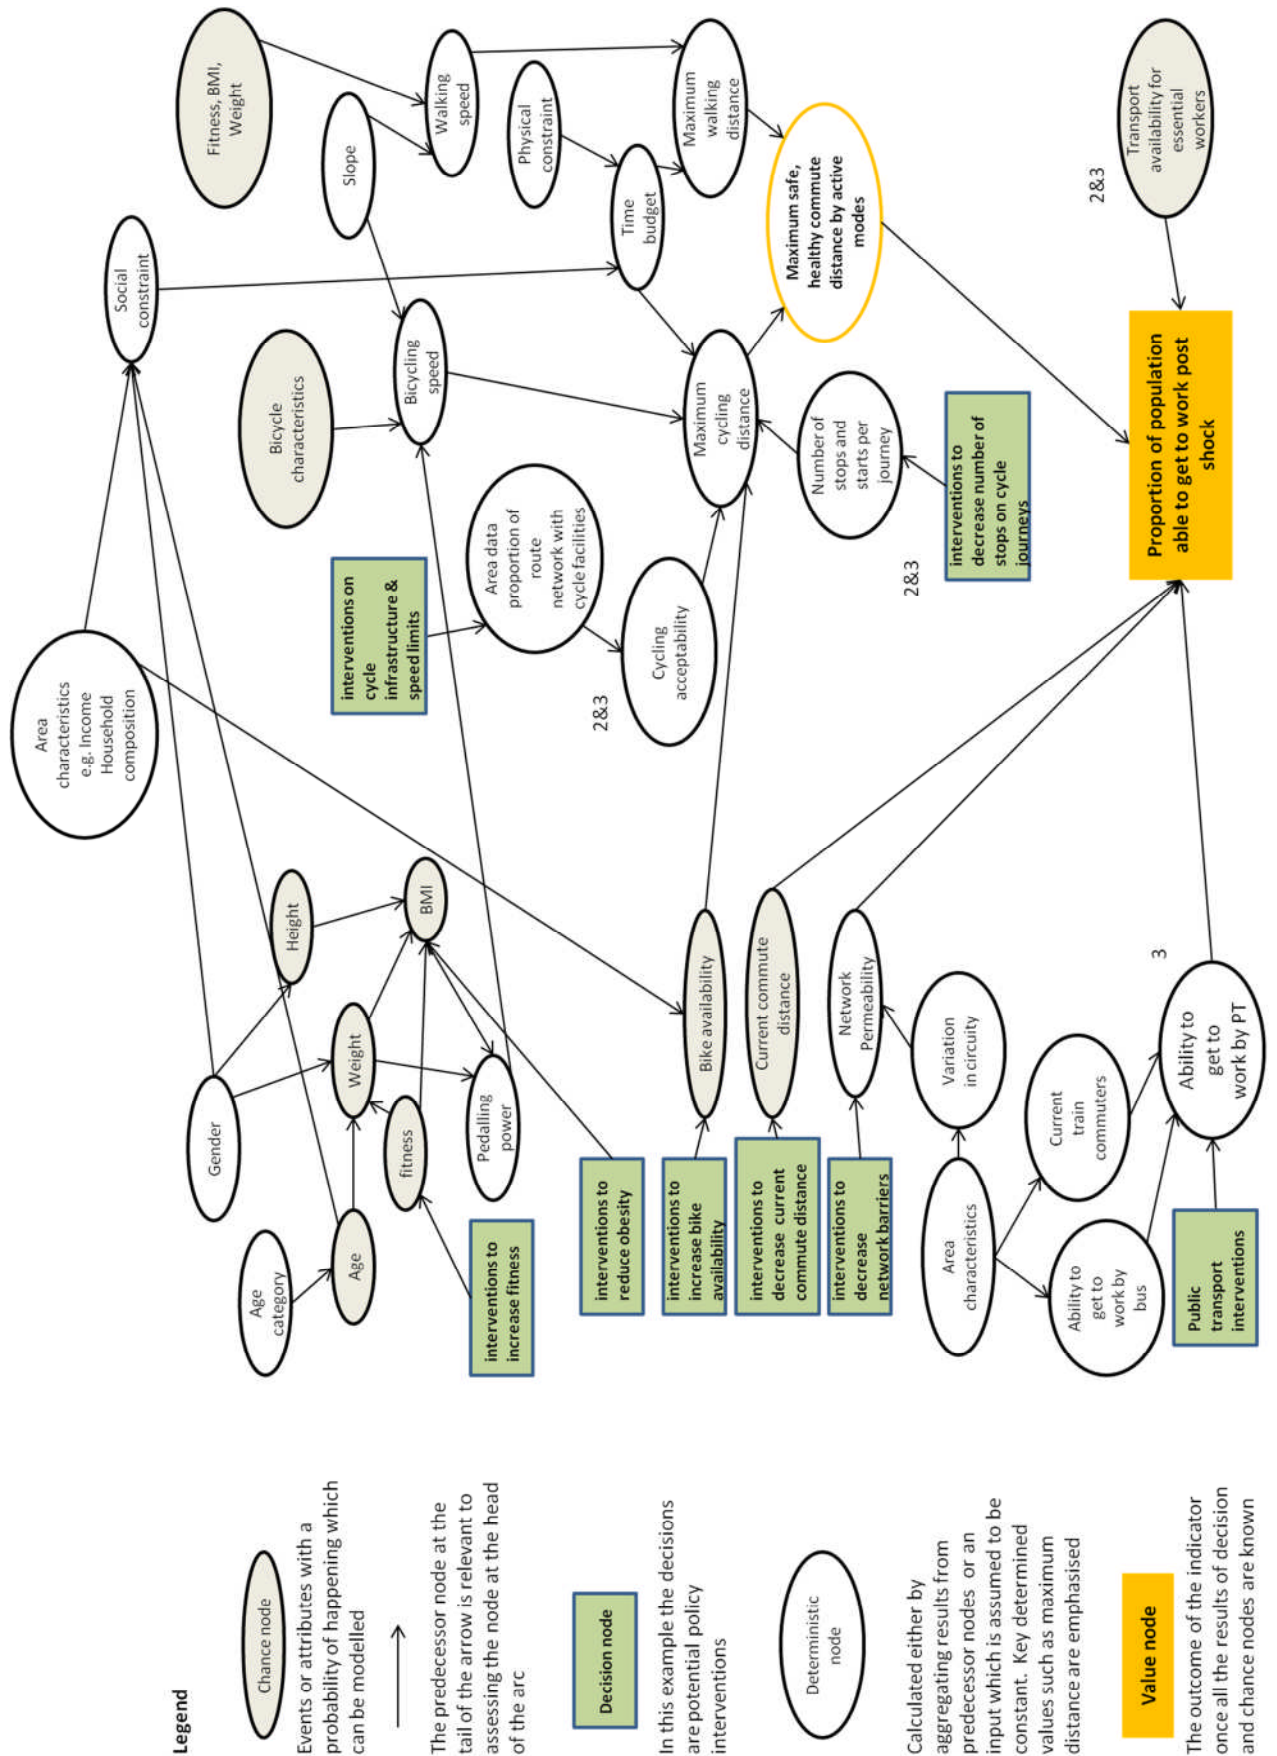 Legend
Chance node
Events or attributes with a
probability of happening which
can be modelled
The predecessor node at the
tail of the arrow is relevant to
assessing the node at the head
of the arc
Decision node
In this example the decisions
are potential policy
interventions
Deterministic
node
Calculated either by
aggregating results from
predecessor nodes or an
input which is assumed to be
constant. Key determined
values such as maximum
distance are emphasised
Value node
The outcome of the indicator
once all the results of decision
and chance nodes are known
Area
characteristics
e.g. Income
Household
composition
Social
constraint
Fitness, BMI,
Weight
Gender
Age
category
Height
Bicycle
characteristics
Slope
Age
Weight
interventions on
cycle
infrastructure &
speed limits
Bicycling
speed
Walking
speed
fitness
BMI
interventions to
increase fitness
Pedalling
power
Area data
proportion of
route
network with
cycle facilities
Physical
constraint
interventions to
reduce obesity
2&3
Cycling
acceptability
Time
budget
interventions to
increase bike
availability
Bike availability
Maximum
cycling
distance
Maximum
walking
distance
interventions to
decrease current
commute distance
Current commute
distance
Number of
stops and
starts per
journey
Maximum safe,
healthy commute
distance by active
modes
interventions to
decrease
network barriers
Network
Permeability
2&3
interventions to
decrease number of
stops on cycle
journeys
Area
characteristics
Variation
in circuity
Ability to
get to
work by
bus
Current
train
commuters
2&3
Transport
availability for
essential
workers
3
Public
transport
interventions
Ability to
get to
work by PT
Proportion of population
able to get to work post
shock